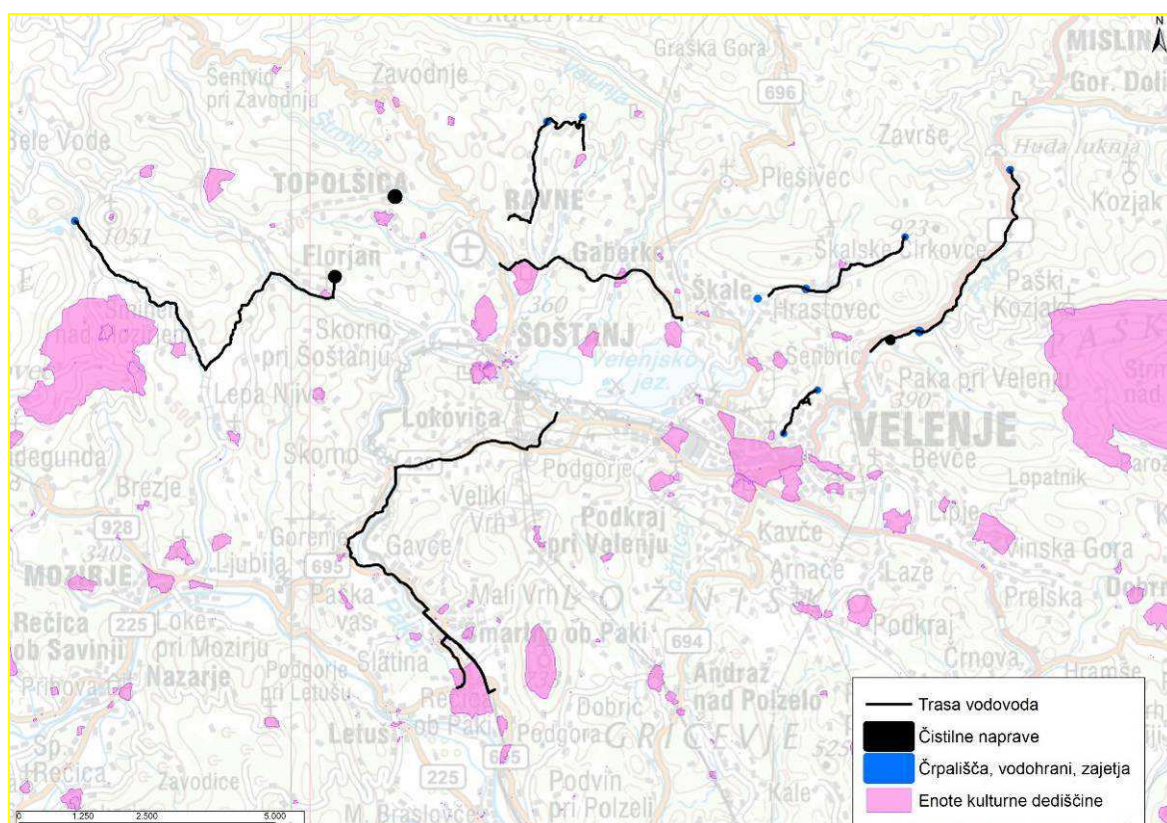 N
MISLIN
Graška Gora
Zavodnje
Šentvid
pri Zavodnju
696
Gor. Doli
Velunja
Bele Vode
Završe
Huda luknja
TOPOLŠICA
RAVNE
Plešivec
Kozjak
1051
Florjan
Gaberke
923
Škalske Cirkovce
Paški
Kozjak
360
Škale
Hrastovec
Skorno
pri Šoštanju
ŠOŠTANJ
Velenjsko
jez.
Šenbric
Lepa Njiva
Paka pri Velenju
390
Lokovica
VELENJE
Skorno
Podgorje
Bevče
Lopatnik
Brezje
Veliki
Vrh
Podkraj
pri Velenju
Lipje
928
Gorenje
Gavce
Kavče
Vinska Gora
740
Ljubija
695
Arnače
Laze
MOZIRJE
Paška
vas
Mali Vrh
LOŽNIŠK
Prelska
Rečica
ob Savinji
225
Loke
pri Mozirju
Šmartno ob Paki
694
Podkraj
Slatina
Črnova
Nazarje
Podgorje
pri Letušu
Andraž
nad Polzelo
Hramše
Dobrič
ob Paki
Letuš
Podgora
GRIČEVJE
Sp.
Rečica
Zavodice
225
Podvin
pri Polzeli
M. Braslovče
Trasa vodovoda
Čistilne naprave
Črpališča, vodohrani, zajetja
Enote kulturne dediščine
0 1.250 2.500 5.000